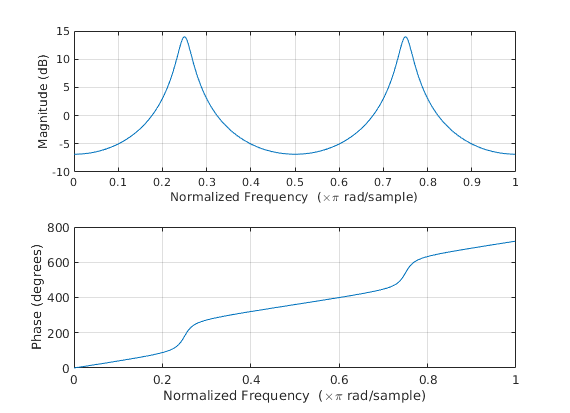 15
10
5
0
-5
-10
Magnitude (dB)
0 0.1 0.2 0.3 0.4 0.5 0.6 0.7 0.8 0.9 1
Normalized Frequency (×π rad/sample)
800
600
400
200
0
Phase (degrees)
0 0.2 0.4 0.6 0.8 1
Normalized Frequency (×π rad/sample)